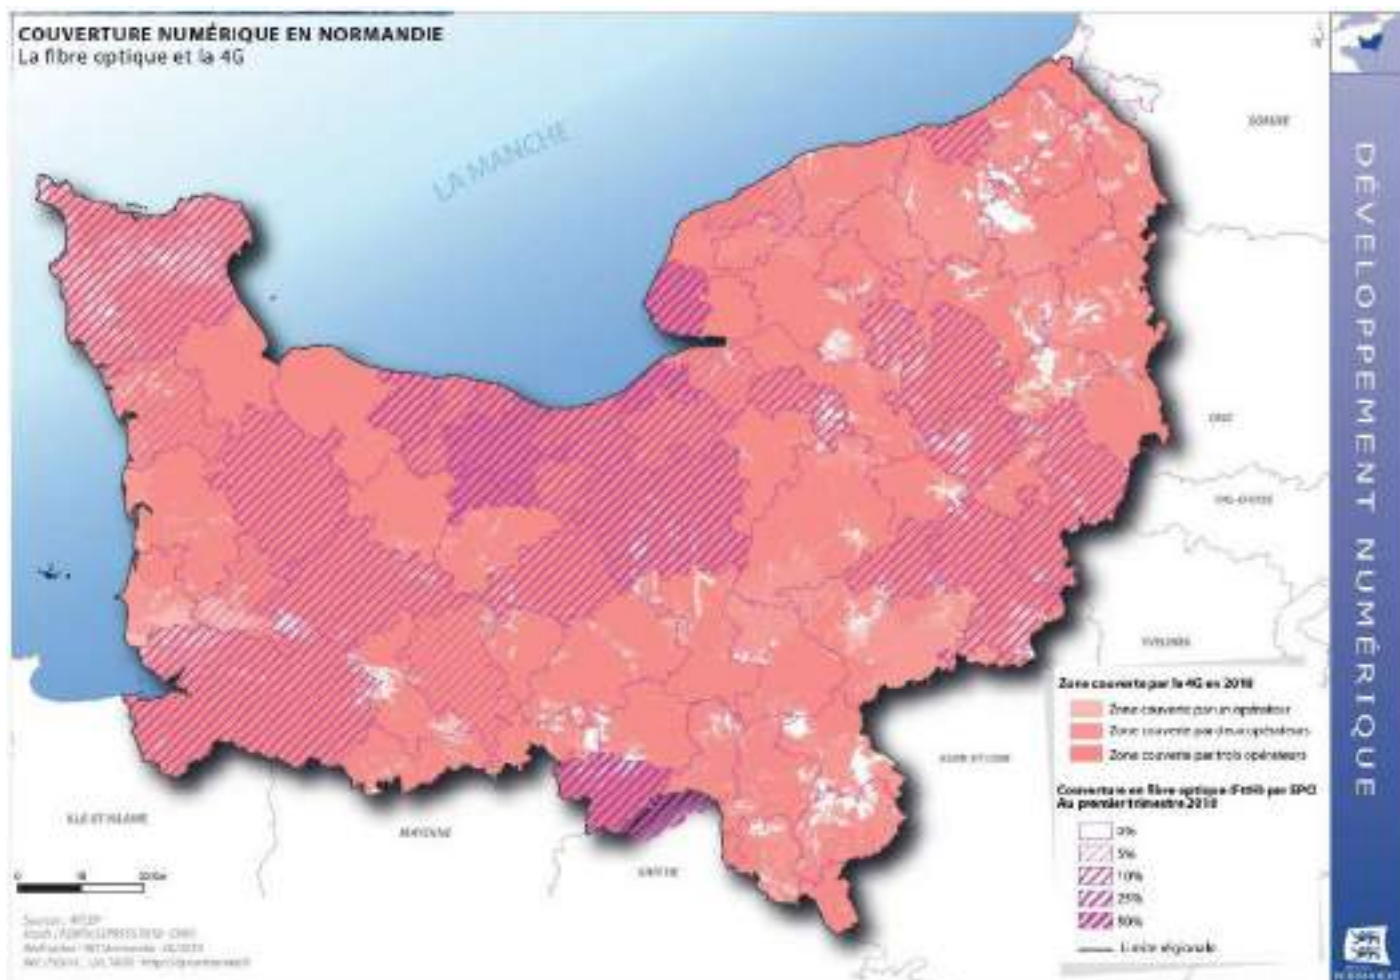 COUVERTURE NUMÉRIQUE EN NORMANDIE
La fibre optique et la 4G
LA MANCHE
SOMME
OISE
VAL-D'OISE
YVELINES
EURE-ET-LOIR
SARTHE
MAYENNE
ILLE-ET-VILAINE
DÉVELOPPEMENT NUMÉRIQUE
Zone couverte par la 4G en 2018
Zone couverte par un opérateur
Zone couverte par deux opérateurs
Zone couverte par trois opérateurs
Couverture en fibre optique (FttH) par EPCI
Au premier trimestre 2018
0%
5%
10%
25%
50%
Limite régionale
0
Source : ARCEP